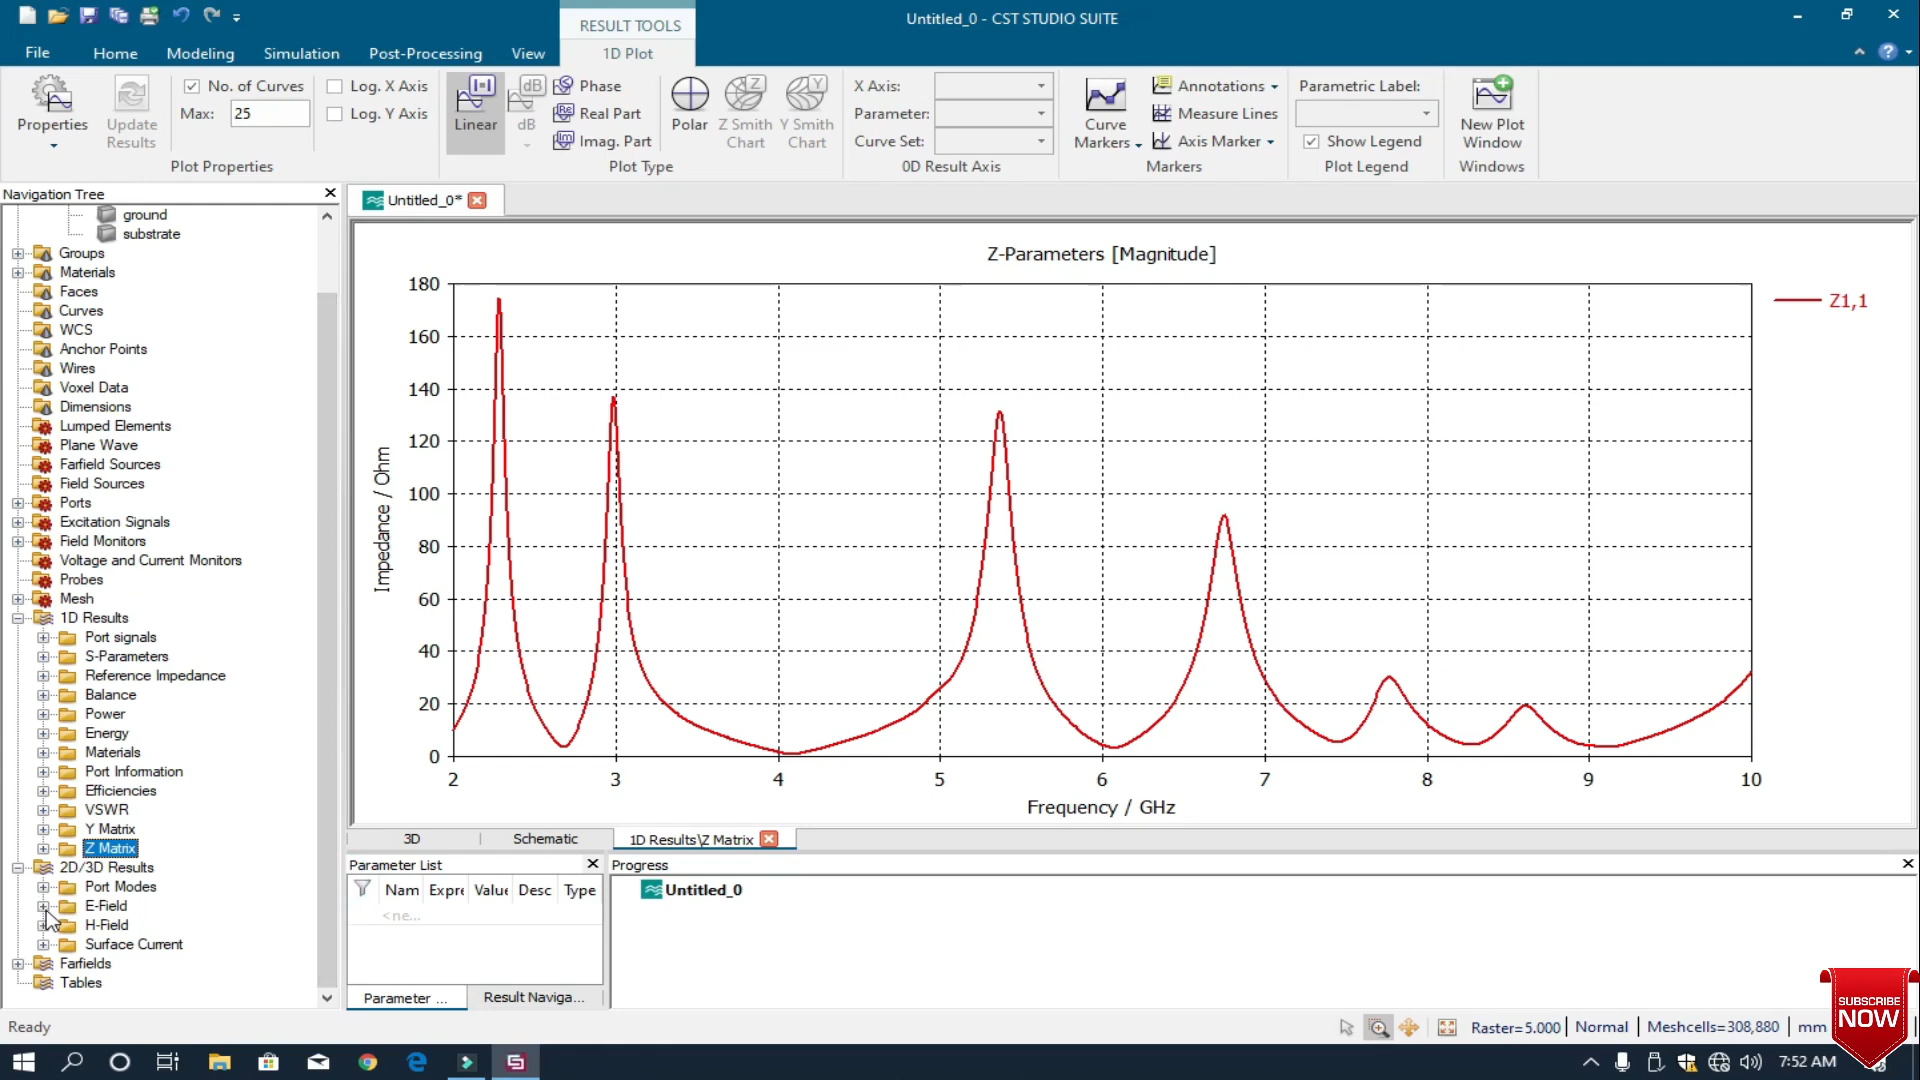 RESULT TOOLS
Untitled_0 - CST STUDIO SUITE
File Home Modeling Simulation Post-Processing View 1D Plot
Properties
Update Results
No. of Curves
Max: 25
Log. X Axis
Log. Y Axis
Plot Properties
Linear
dB
dB
Phase
Real Part
Imag. Part
Polar
Z Smith Chart
Y Smith Chart
Plot Type
X Axis:
Parameter:
Curve Set:
0D Result Axis
Curve Markers
Annotations
Measure Lines
Axis Marker
Markers
Parametric Label:
Show Legend
Plot Legend
New Plot Window
Windows
Navigation Tree
ground
substrate
Groups
Materials
Faces
Curves
WCS
Anchor Points
Wires
Voxel Data
Dimensions
Lumped Elements
Plane Wave
Farfield Sources
Field Sources
Ports
Excitation Signals
Field Monitors
Voltage and Current Monitors
Probes
Mesh
1D Results
Port signals
S-Parameters
Reference Impedance
Balance
Power
Energy
Materials
Port Information
Efficiencies
VSWR
Y Matrix
Z Matrix
2D/3D Results
Port Modes
E-Field
H-Field
Surface Current
Farfields
Tables
Untitled_0*
Z-Parameters [Magnitude]
Z1,1
180
160
140
120
100
80
60
40
20
0
Impedance / Ohm
2 3 4 5 6 7 8 9 10
Frequency / GHz
3D Schematic 1D Results\Z Matrix
Parameter List
Nam Expre Value Desc Type
<ne...
Parameter ... Result Naviga...
Progress
Untitled_0
Ready
Raster=5.000 Normal Meshcells=308,880 mm
SUBSCRIBE
NOW
7:52 AM